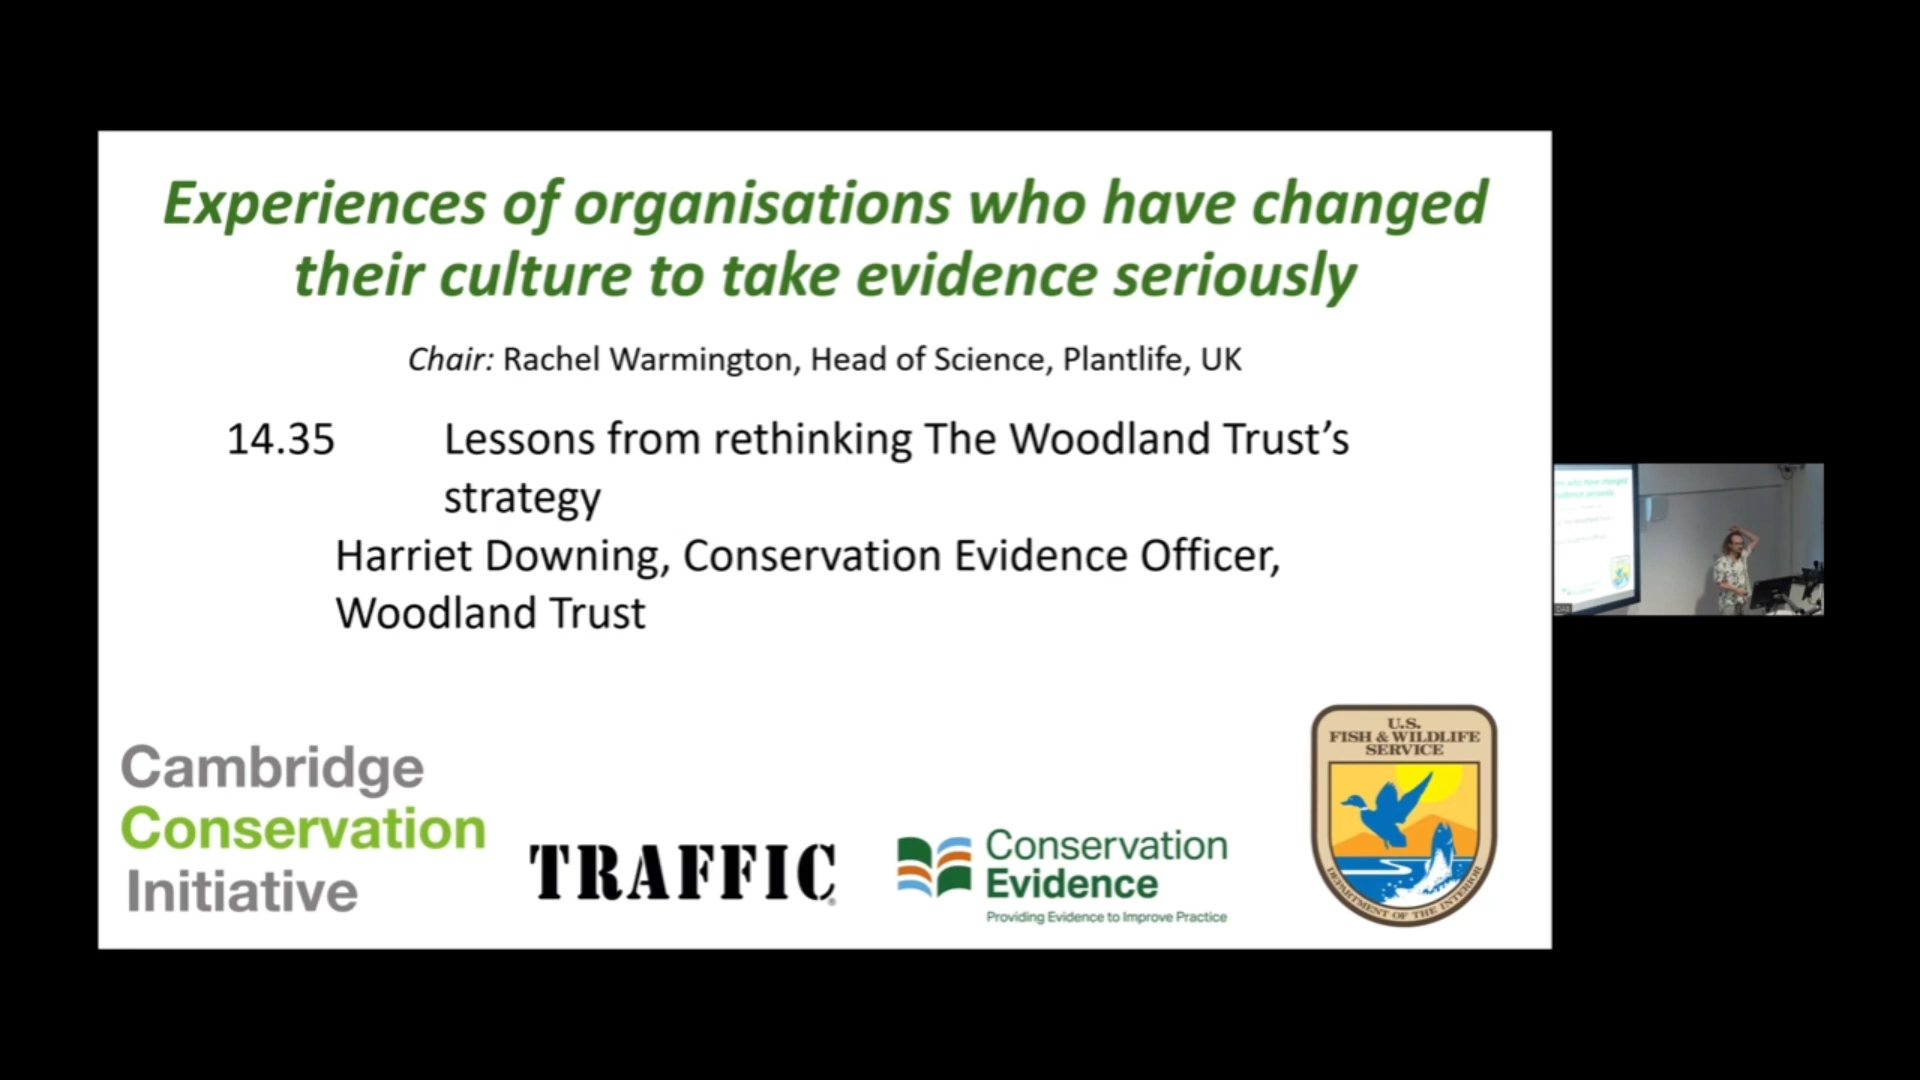 Experiences of organisations who have changed
their culture to take evidence seriously
Chair: Rachel Warmington, Head of Science, Plantlife, UK
14.35 Lessons from rethinking The Woodland Trust’s
strategy
Harriet Downing, Conservation Evidence Officer,
Woodland Trust
Cambridge
Conservation
Initiative
TRAFFIC®
Conservation
Evidence
Providing Evidence to Improve Practice
U.S.
FISH & WILDLIFE
SERVICE
DEPARTMENT OF THE INTERIOR